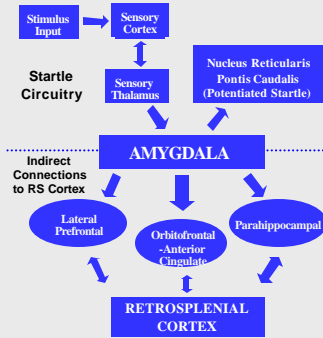 Stimulus
Input
Sensory
Cortex
Startle
Circuitry
Sensory
Thalamus
Nucleus Reticularis
Pontis Caudalis
(Potentiated Startle)
AMYGDALA
Indirect
Connections
to RS Cortex
Lateral
Prefrontal
Orbitofrontal
-Anterior
Cingulate
Parahippocampal
RETROSPLENIAL
CORTEX